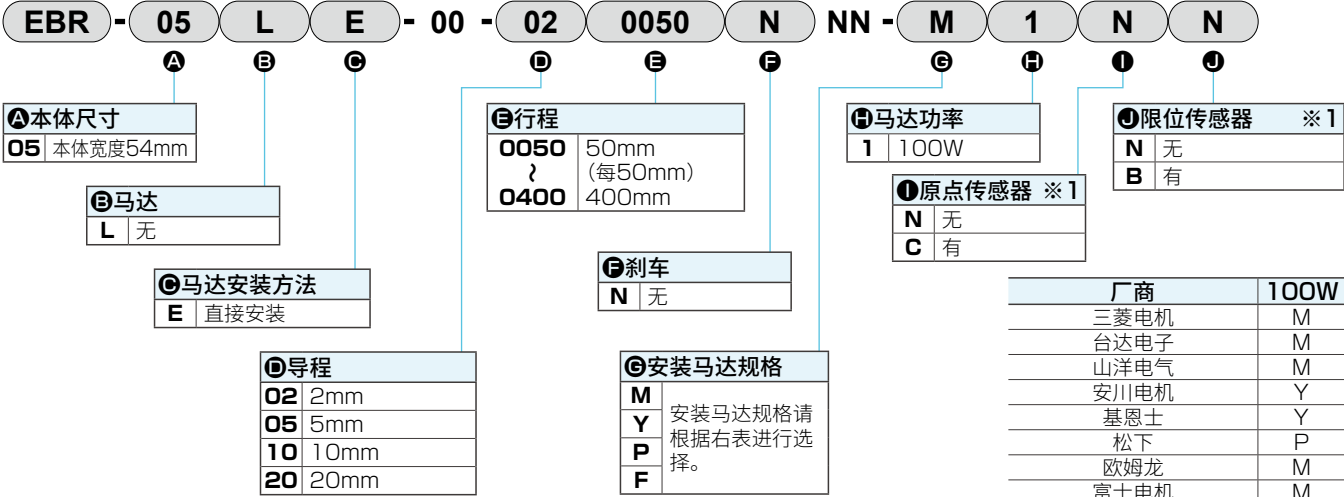 EBR - 05 L E - 00 - 02 0050 N NN - M 1 N N
A B C D E F G H I J
A本体尺寸
05 本体宽度54mm
B马达
L 无
C马达安装方法
E 直接安装
D导程
02 2mm
05 5mm
10 10mm
20 20mm
E行程
0050 50mm
~ (每50mm)
0400 400mm
F刹车
N 无
G安装马达规格
M
Y
P
F
安装马达规格请
根据右表进行选
择。
H马达功率
1 100W
I原点传感器 ※1
N 无
C 有
J限位传感器 ※1
N 无
B 有
厂商 100W
三菱电机 M
台达电子 M
山洋电气 M
安川电机 Y
基恩士 Y
松下 P
欧姆龙 M
富士电机 M